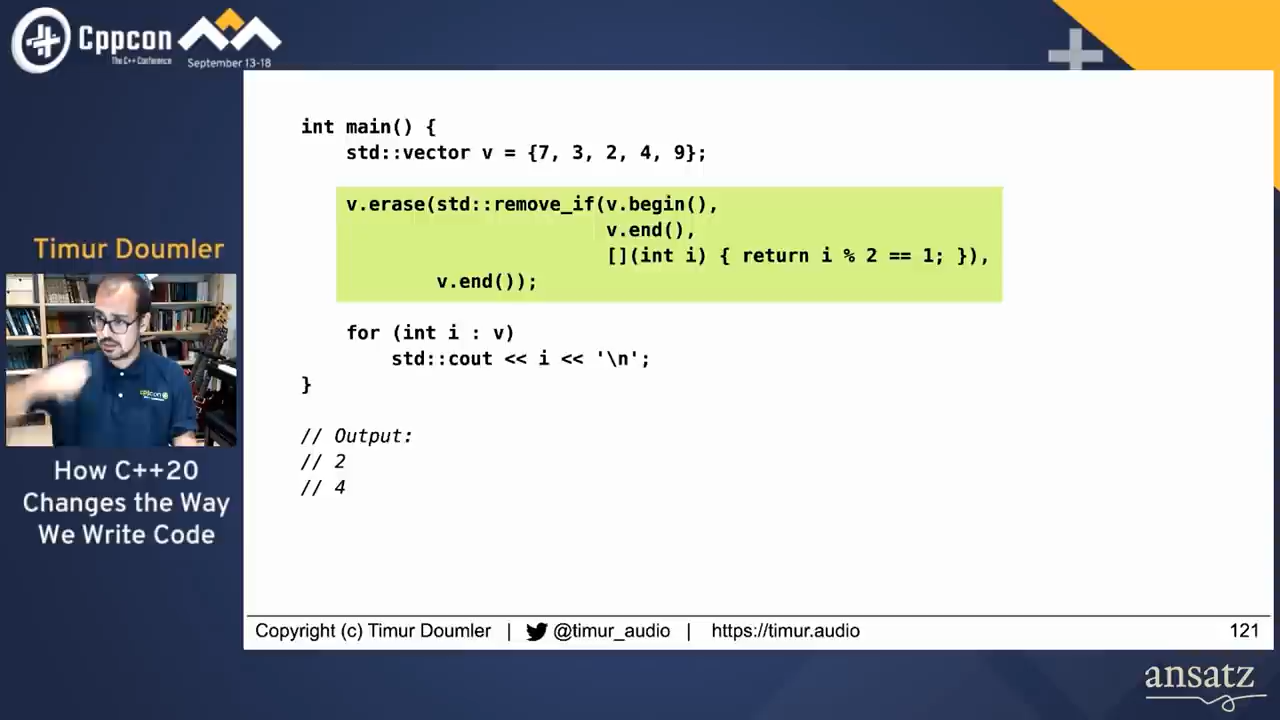 Cppcon
The C++ Conference
September 13-18
int main() {
    std::vector v = {7, 3, 2, 4, 9};
    v.erase(std::remove_if(v.begin(),
                           v.end(),
                           [](int i) { return i % 2 == 1; }),
            v.end());
    for (int i : v)
        std::cout << i << '\n';
}
// Output:
// 2
// 4
Timur Doumler
cppcon
How C++20
Changes the Way
We Write Code
Copyright (c) Timur Doumler | @timur_audio | https://timur.audio
121
ansatz